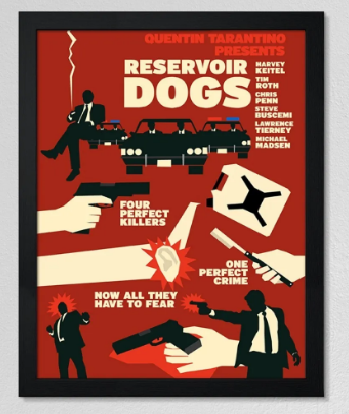 QUENTIN TARANTINO
PRESENTS
RESERVOIR
DOGS
HARVEY
KEITEL
TIM
ROTH
CHRIS
PENN
STEVE
BUSCEMI
LAWRENCE
TIERNEY
MICHAEL
MADSEN
FOUR
PERFECT
KILLERS
ONE
PERFECT
CRIME
NOW ALL THEY
HAVE TO FEAR